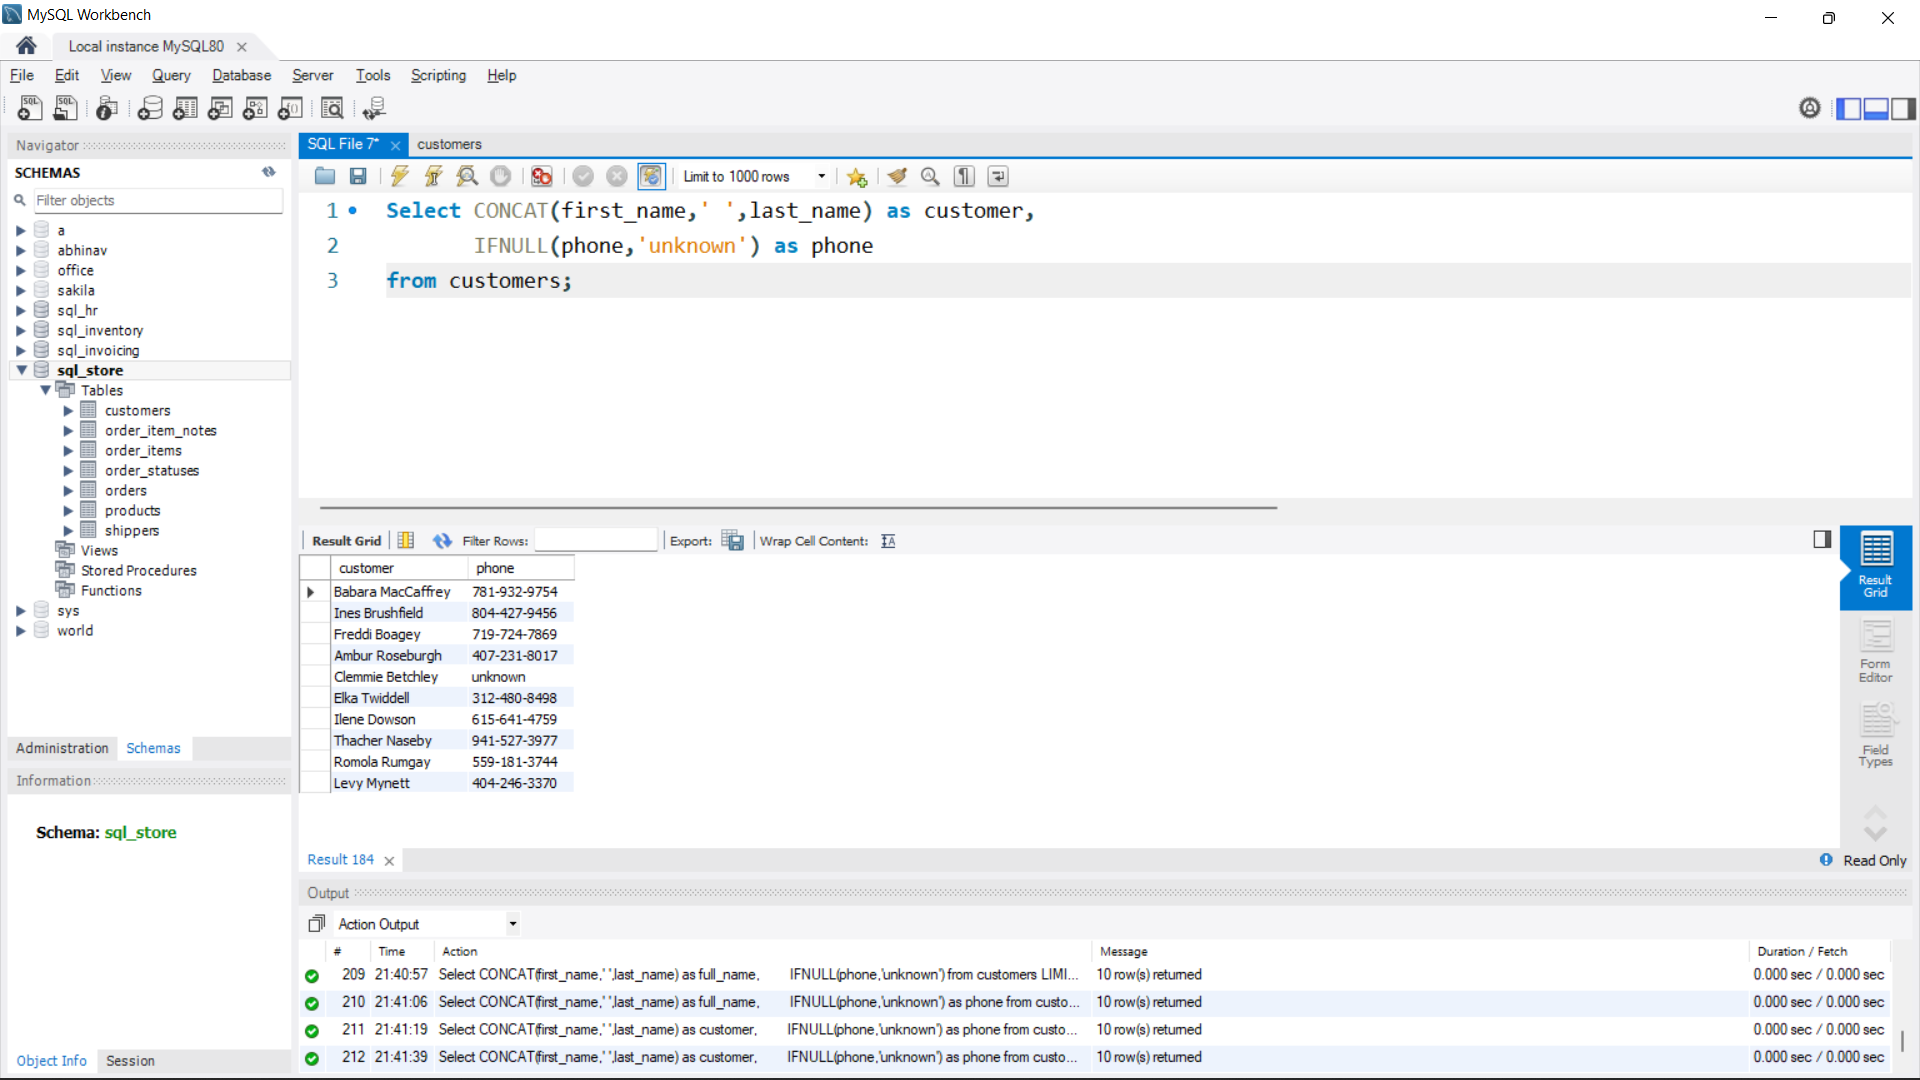 MySQL Workbench
Local instance MySQL80
File Edit View Query Database Server Tools Scripting Help
Navigator
SCHEMAS
Filter objects
a
abhinav
office
sakila
sql_hr
sql_inventory
sql_invoicing
sql_store
Tables
customers
order_item_notes
order_items
order_statuses
orders
products
shippers
Views
Stored Procedures
Functions
sys
world
Administration Schemas
Information
Schema: sql_store
Object Info Session
SQL File 7* customers
Limit to 1000 rows
1 Select CONCAT(first_name,' ',last_name) as customer,
2 IFNULL(phone,'unknown') as phone
3 from customers;
Result Grid Filter Rows: Export: Wrap Cell Content:
customer phone
Babara MacCaffrey 781-932-9754
Ines Brushfield 804-427-9456
Freddi Boagey 719-724-7869
Ambur Roseburgh 407-231-8017
Clemmie Betchley unknown
Elka Twiddell 312-480-8498
Ilene Dowson 615-641-4759
Thacher Naseby 941-527-3977
Romola Rumgay 559-181-3744
Levy Mynett 404-246-3370
Result
Grid
Form
Editor
Field
Types
Result 184
Read Only
Output
Action Output
# Time Action Message Duration / Fetch
209 21:40:57 Select CONCAT(first_name,' ',last_name) as full_name, IFNULL(phone,'unknown') from customers LIMI... 10 row(s) returned 0.000 sec / 0.000 sec
210 21:41:06 Select CONCAT(first_name,' ',last_name) as full_name, IFNULL(phone,'unknown') as phone from custo... 10 row(s) returned 0.000 sec / 0.000 sec
211 21:41:19 Select CONCAT(first_name,' ',last_name) as customer, IFNULL(phone,'unknown') as phone from custo... 10 row(s) returned 0.000 sec / 0.000 sec
212 21:41:39 Select CONCAT(first_name,' ',last_name) as customer, IFNULL(phone,'unknown') as phone from custo... 10 row(s) returned 0.000 sec / 0.000 sec